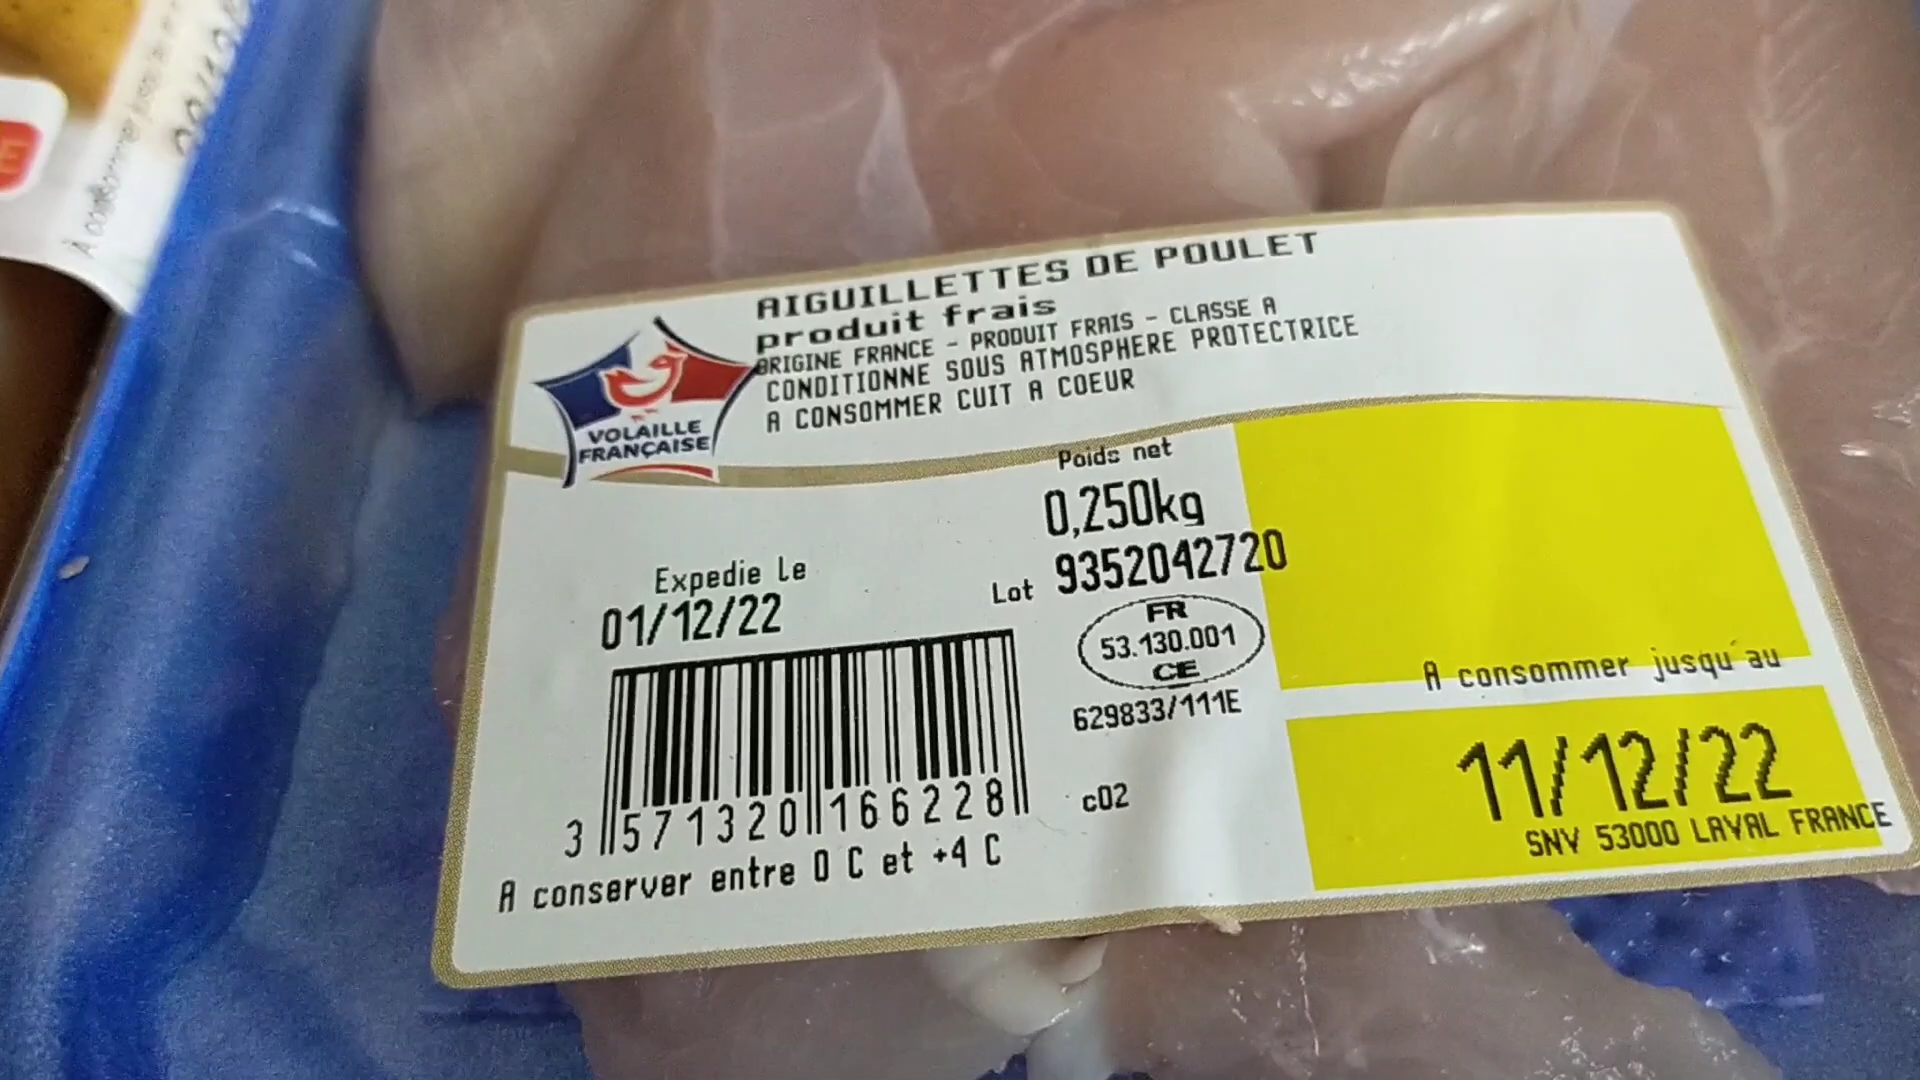 À consommer
E
AIGUILLETTES DE POULET
produit frais
ORIGINE FRANCE - PRODUIT FRAIS - CLASSE A
CONDITIONNE SOUS ATMOSPHERE PROTECTRICE
A CONSOMMER CUIT A COEUR
VOLAILLE
FRANÇAISE
Poids net
0,250kg
Expedie Le
01/12/22
Lot 9352042720
FR
53.130.001
CE
629833/111E
c02
3 571320 166228
A conserver entre 0 C et +4 C
A consommer jusqu'au
11/12/22
SNV 53000 LAVAL FRANCE